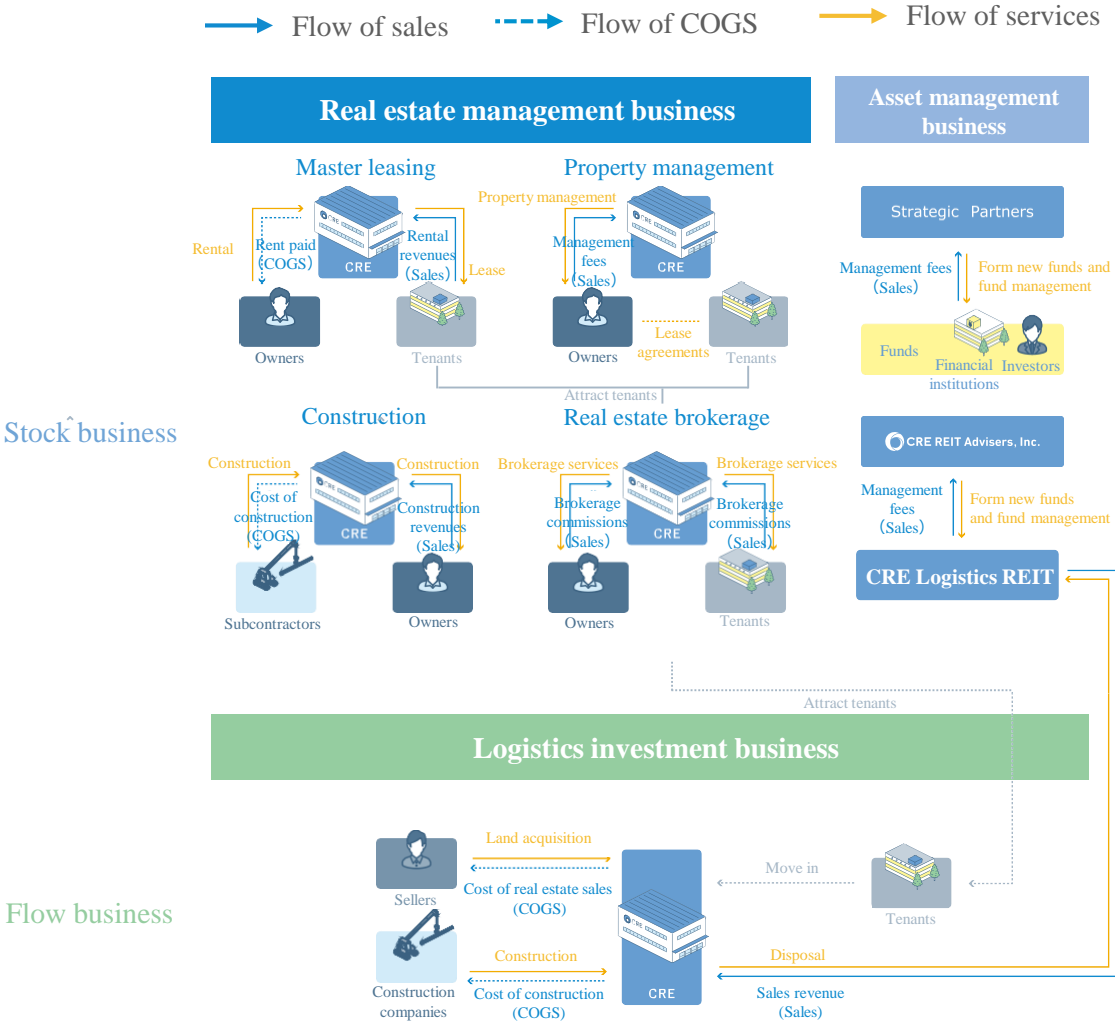 Flow of sales
Flow of COGS
Flow of services
Real estate management business
Asset management
business
Master leasing
Property management
Rental
Rent paid
(COGS)
CRE
CRE
Rental
revenues
(Sales)
Lease
Owners
Tenants
Property management
Management
fees
(Sales)
CRE
CRE
Owners
Lease
agreements
Tenants
Attract tenants
Strategic Partners
Management fees
(Sales)
Form new funds and
fund management
Funds
Financial
institutions
Investors
Stock business
Construction
Real estate brokerage
Construction
Cost of
construction
(COGS)
CRE
CRE
Construction
Construction
revenues
(Sales)
Subcontractors
Owners
Brokerage services
Brokerage
commissions
(Sales)
CRE
CRE
Brokerage services
Brokerage
commissions
(Sales)
Owners
Tenants
CRE REIT Advisers, Inc.
Management
fees
(Sales)
Form new funds
and fund management
CRE Logistics REIT
Attract tenants
Logistics investment business
Flow business
Sellers
Land acquisition
Cost of real estate sales
(COGS)
Construction
companies
Construction
Cost of construction
(COGS)
CRE
CRE
Move in
Tenants
Disposal
Sales revenue
(Sales)